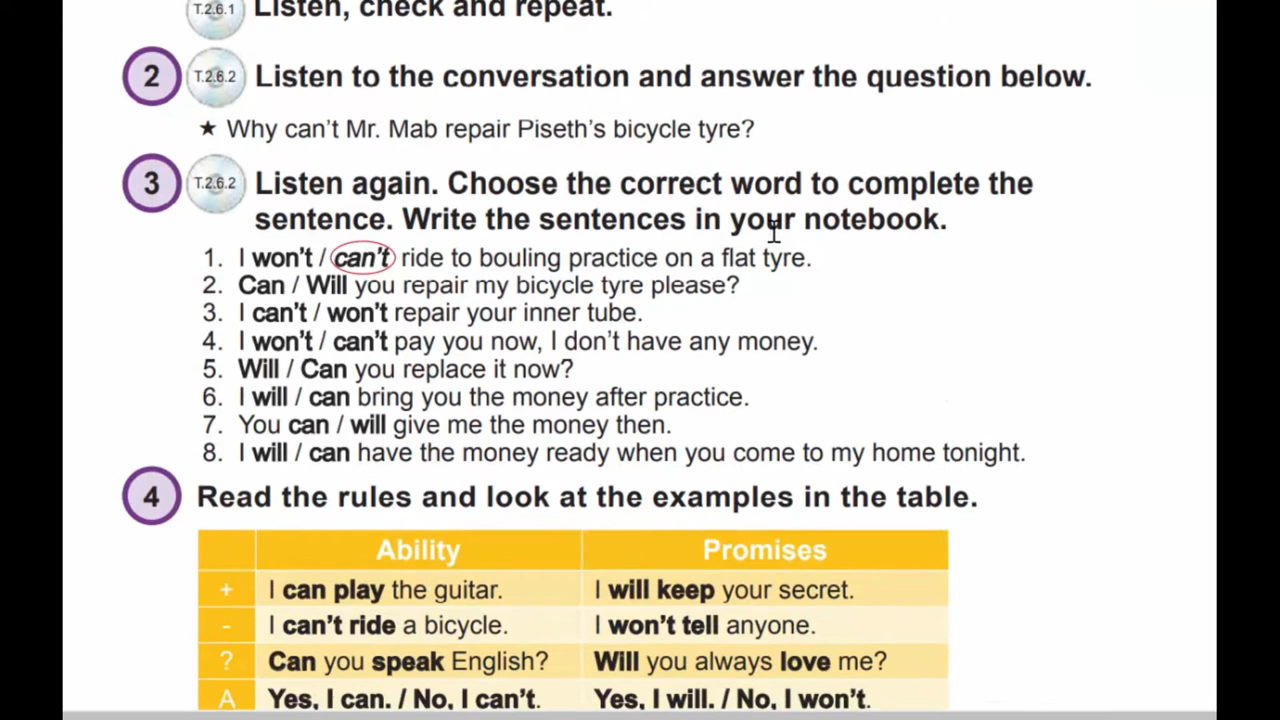 T.2.6.1 Listen, check and repeat.
2 T.2.6.2 Listen to the conversation and answer the question below.
★ Why can't Mr. Mab repair Piseth's bicycle tyre?
3 T.2.6.2 Listen again. Choose the correct word to complete the
sentence. Write the sentences in your notebook.
1. I won't / can't ride to bouling practice on a flat tyre.
2. Can / Will you repair my bicycle tyre please?
3. I can't / won't repair your inner tube.
4. I won't / can't pay you now, I don't have any money.
5. Will / Can you replace it now?
6. I will / can bring you the money after practice.
7. You can / will give me the money then.
8. I will / can have the money ready when you come to my home tonight.
4 Read the rules and look at the examples in the table.
Ability Promises
+ I can play the guitar. I will keep your secret.
- I can't ride a bicycle. I won't tell anyone.
? Can you speak English? Will you always love me?
A Yes, I can. / No, I can't. Yes, I will. / No, I won't.